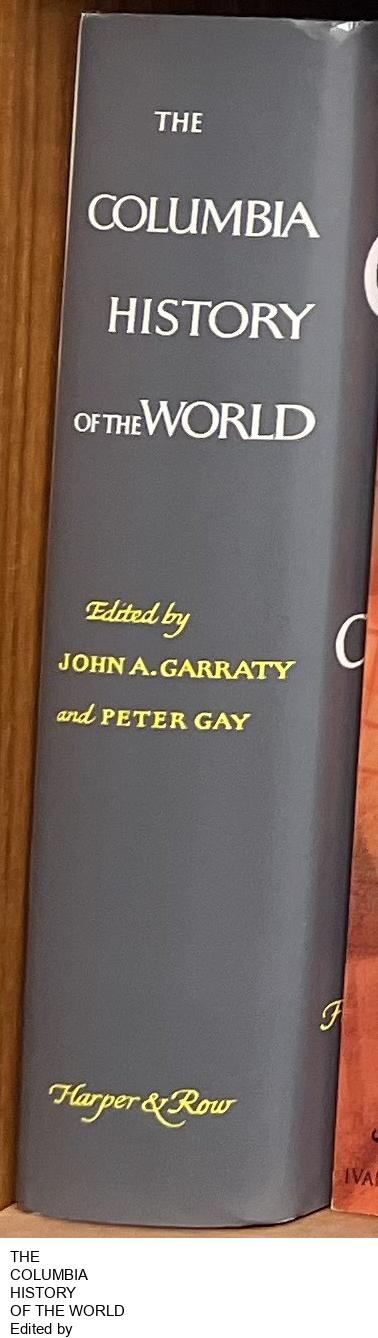 THE
COLUMBIA
HISTORY
OF THE WORLD
Edited by
JOHN A. GARRATY
and PETER GAY
Harper & Row
THE
COLUMBIA
HISTORY
OF THE WORLD
Edited by